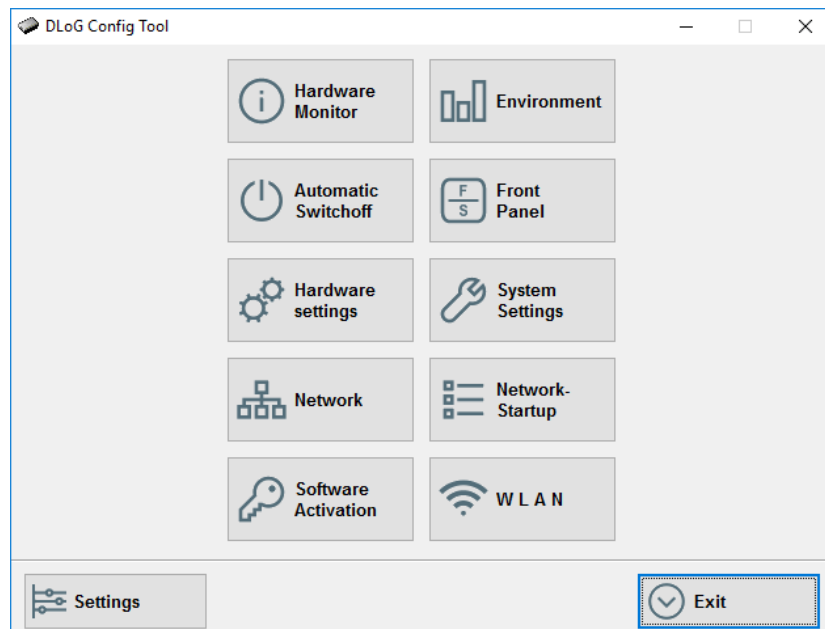 DLoG Config Tool
Hardware
Monitor
Environment
Automatic
Switchoff
F
S
Front
Panel
Hardware
settings
System
Settings
Network
Network-
Startup
Software
Activation
W L A N
Settings
Exit